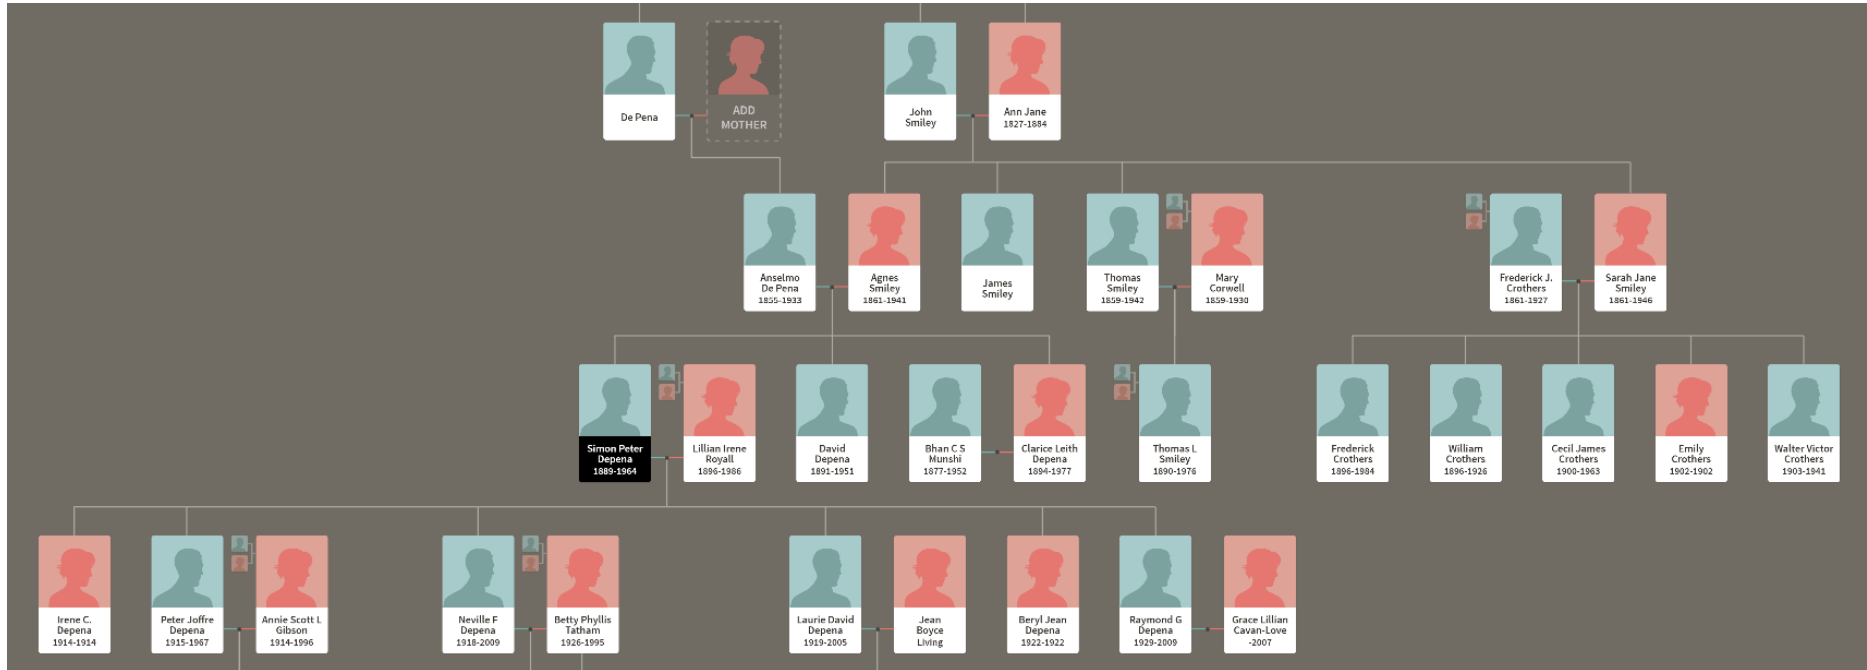 De Pena
ADD
MOTHER
John
Smiley
Ann Jane
1827-1884
Anselmo
De Pena
1855-1933
Agnes
Smiley
1861-1941
James
Smiley
Thomas
Smiley
1859-1942
Mary
Corwell
1859-1930
Frederick J.
Crothers
1861-1927
Sarah Jane
Smiley
1861-1946
Simon Peter
Depena
1889-1964
Lillian Irene
Royall
1896-1986
David
Depena
1891-1951
Bhan C S
Munshi
1877-1952
Clarice Leith
Depena
1894-1977
Thomas L
Smiley
1890-1976
Frederick
Crothers
1896-1984
William
Crothers
1896-1926
Cecil James
Crothers
1900-1963
Emily
Crothers
1902-1902
Walter Victor
Crothers
1903-1941
Irene C.
Depena
1914-1914
Peter Joffre
Depena
1915-1967
Annie Scott L
Gibson
1914-1996
Neville F
Depena
1918-2009
Betty Phyllis
Tatham
1926-1995
Laurie David
Depena
1919-2005
Jean
Boyce
Living
Beryl Jean
Depena
1922-1922
Raymond G
Depena
1929-2009
Grace Lillian
Cavan-Love
-2007